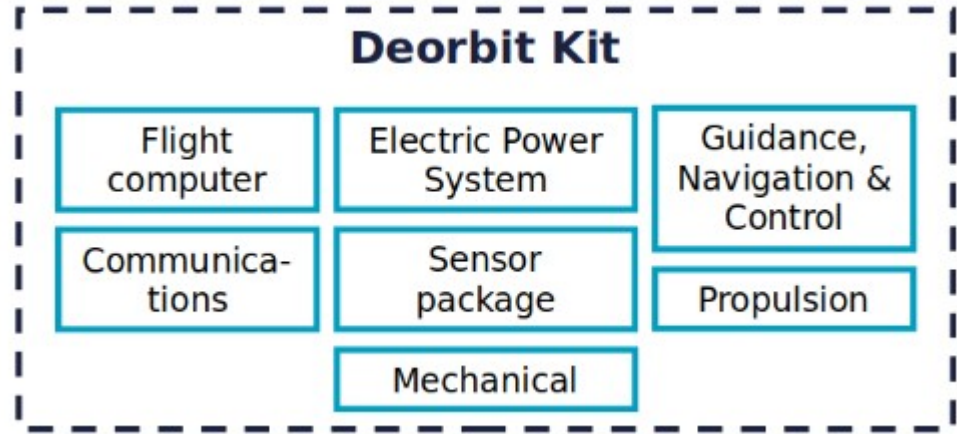 Deorbit Kit
Flight
computer
Electric Power
System
Guidance,
Navigation &
Control
Communica-
tions
Sensor
package
Propulsion
Mechanical